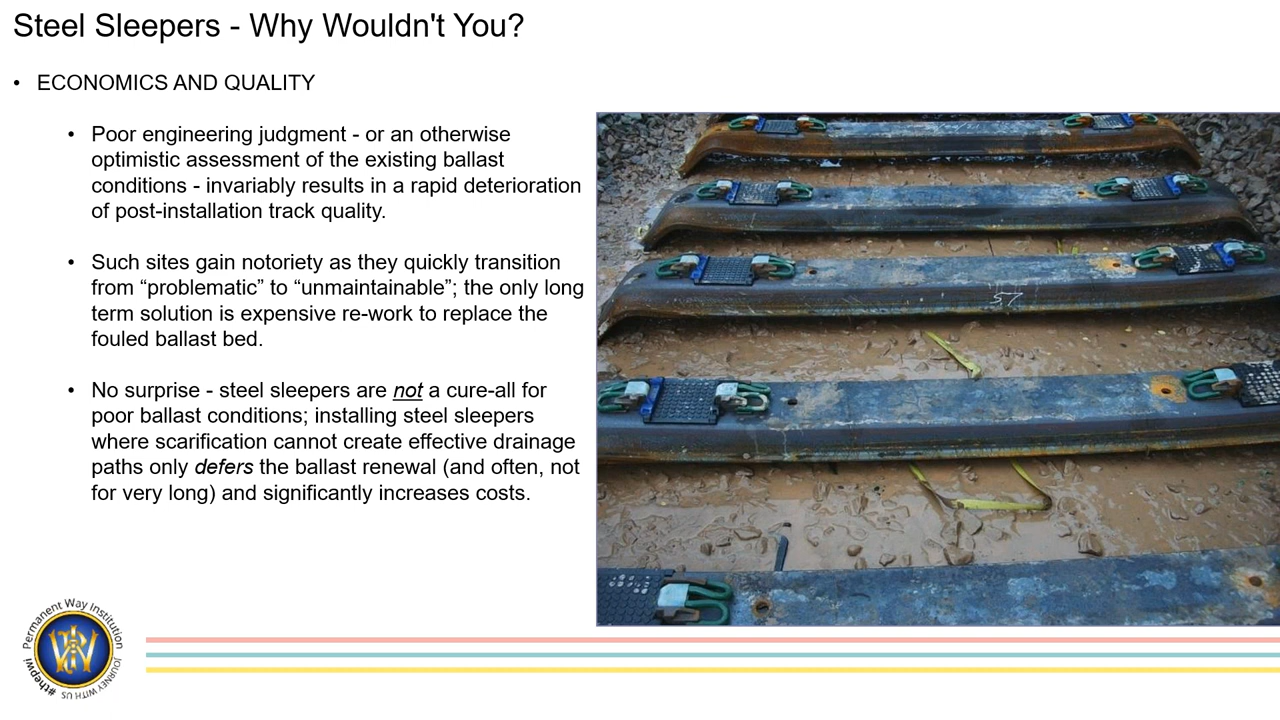 Steel Sleepers - Why Wouldn't You?
• ECONOMICS AND QUALITY
• Poor engineering judgment - or an otherwise
optimistic assessment of the existing ballast
conditions - invariably results in a rapid deterioration
of post-installation track quality.
• Such sites gain notoriety as they quickly transition
from “problematic” to “unmaintainable”; the only long
term solution is expensive re-work to replace the
fouled ballast bed.
• No surprise - steel sleepers are not a cure-all for
poor ballast conditions; installing steel sleepers
where scarification cannot create effective drainage
paths only defers the ballast renewal (and often, not
for very long) and significantly increases costs.
57
Permanent Way Institution
PWI
#thepwi JOURNEY WITH US